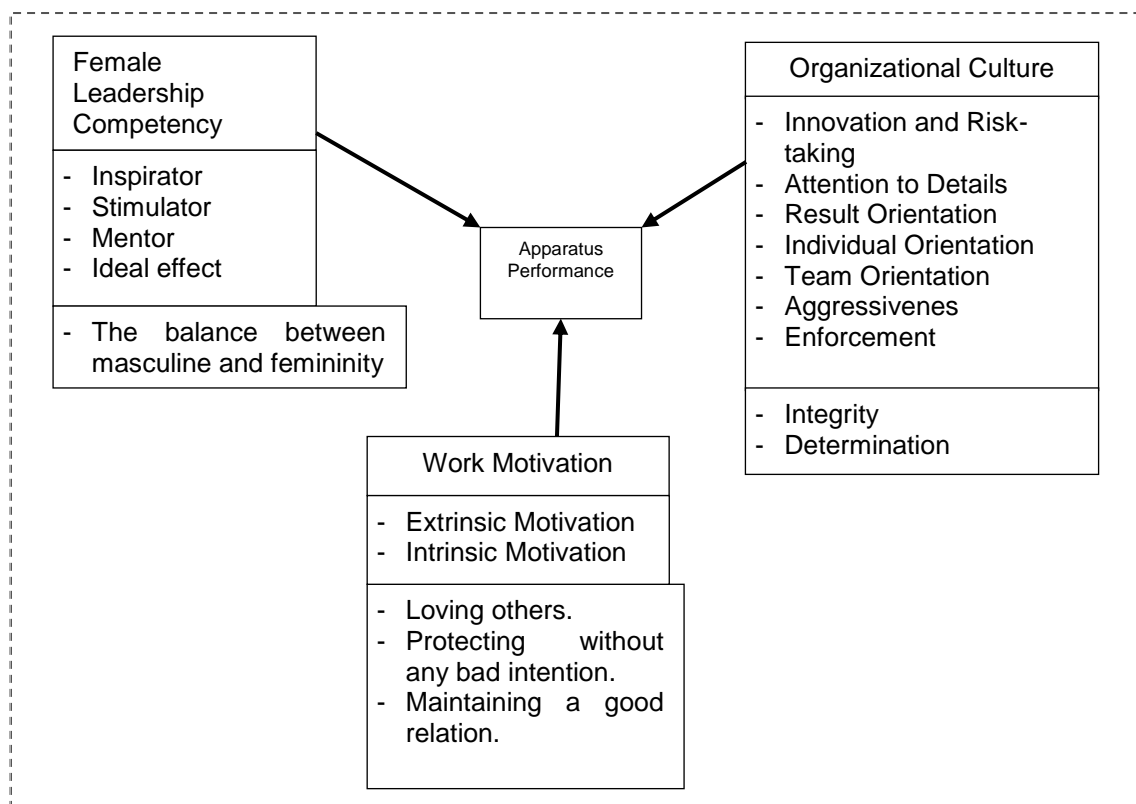 Female
Leadership
Competency
- Inspirator
- Stimulator
- Mentor
- Ideal effect
- The balance between
masculine and femininity
Organizational Culture
- Innovation and Risk-
taking
- Attention to Details
- Result Orientation
- Individual Orientation
- Team Orientation
- Aggressivenes
- Enforcement
- Integrity
- Determination
Apparatus
Performance
Work Motivation
- Extrinsic Motivation
- Intrinsic Motivation
- Loving others.
- Protecting without
any bad intention.
- Maintaining a good
relation.